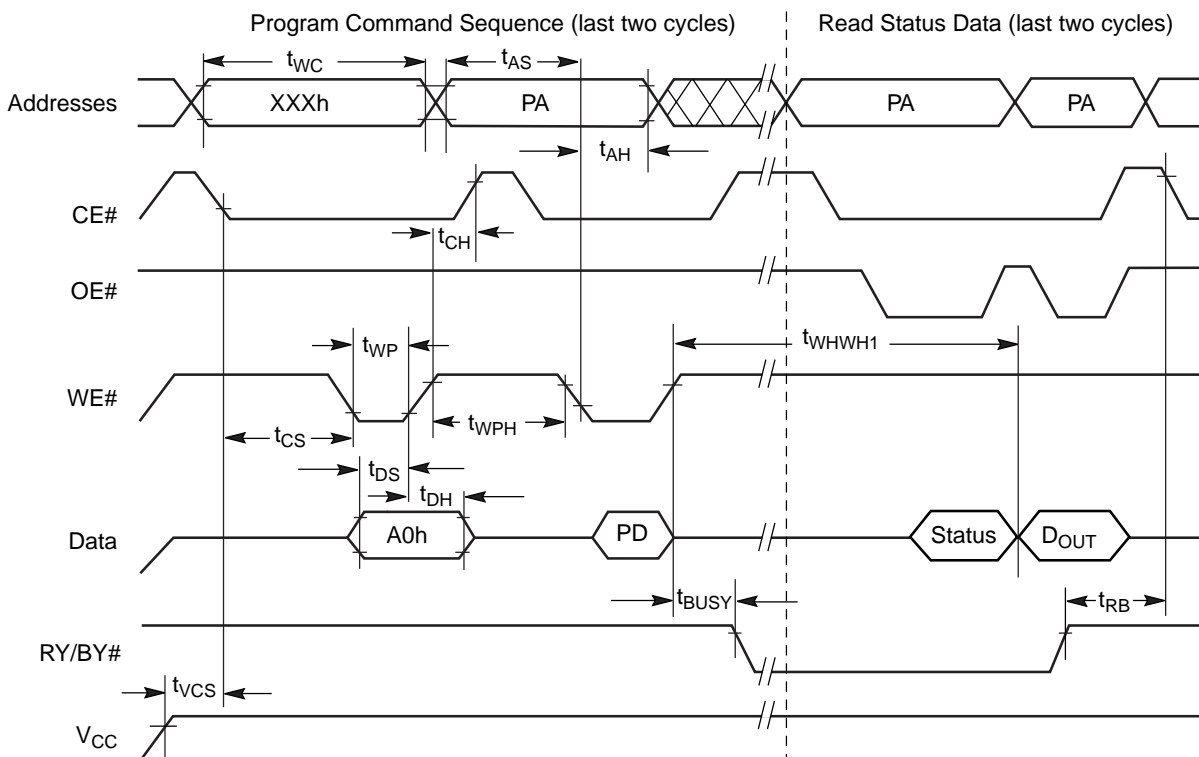 Program Command Sequence (last two cycles) Read Status Data (last two cycles)
tWC tAS
Addresses XXXh PA PA PA
tAH
CE#
tCH
OE#
tWHWH1
tWP
WE#
tWPH
tCS
tDS
tDH
Data A0h PD Status DOUT
tBUSY tRB
RY/BY#
tVCS
VCC